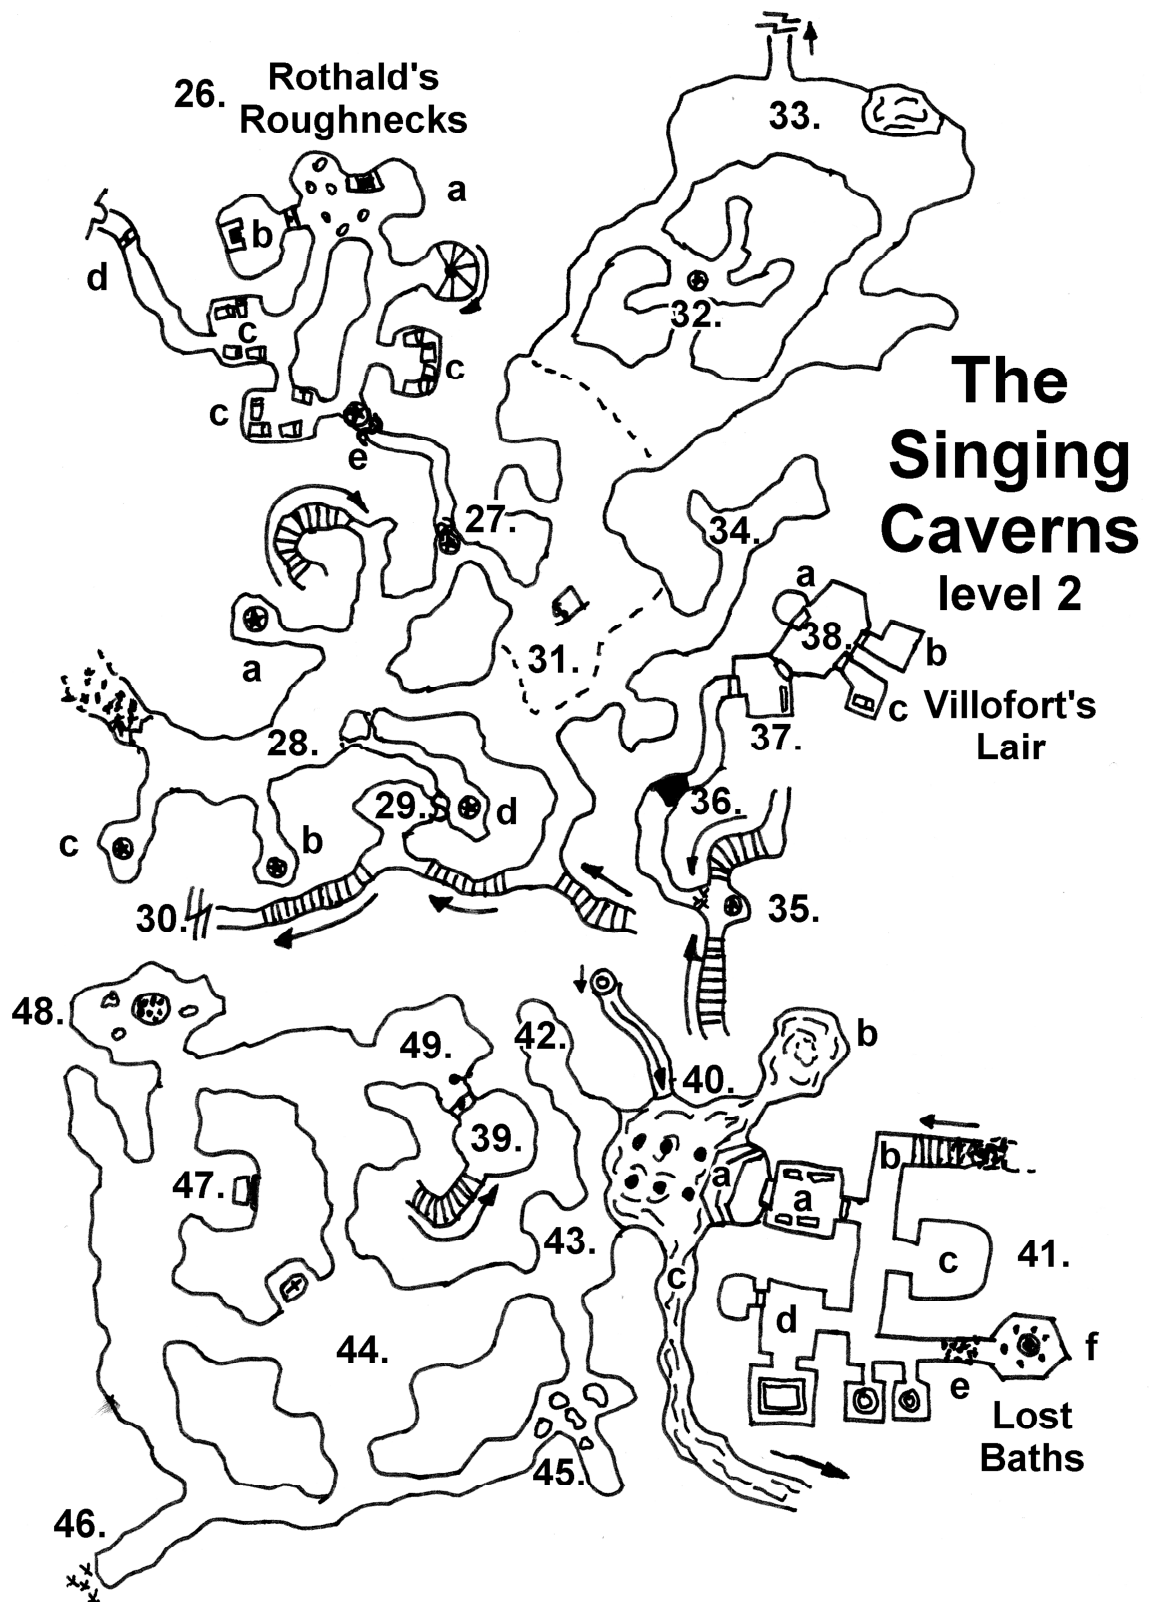 Rothald's
26. Roughnecks
33.
a
b
d
c
c
c
e
32.
The
Singing
Caverns
level 2
27.
34.
a
38.
b
c
Villofort's
Lair
37.
31.
a
28.
29.
d
36.
c
b
30.
35.
48.
49.
42.
b
40.
39.
a
a
b
47.
43.
c
c
41.
d
44.
f
e
Lost
Baths
45.
46.